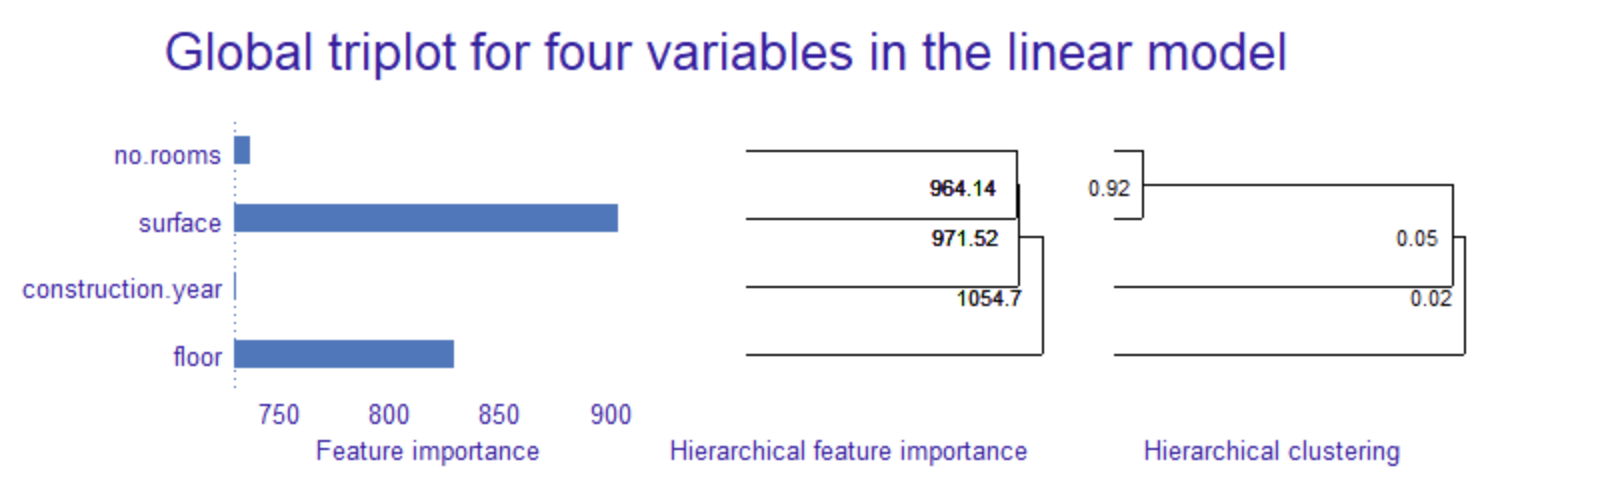 Global triplot for four variables in the linear model
no.rooms
964.14
0.92
surface
971.52
0.05
construction.year
1054.7
0.02
floor
750 800 850 900
Feature importance
Hierarchical feature importance
Hierarchical clustering